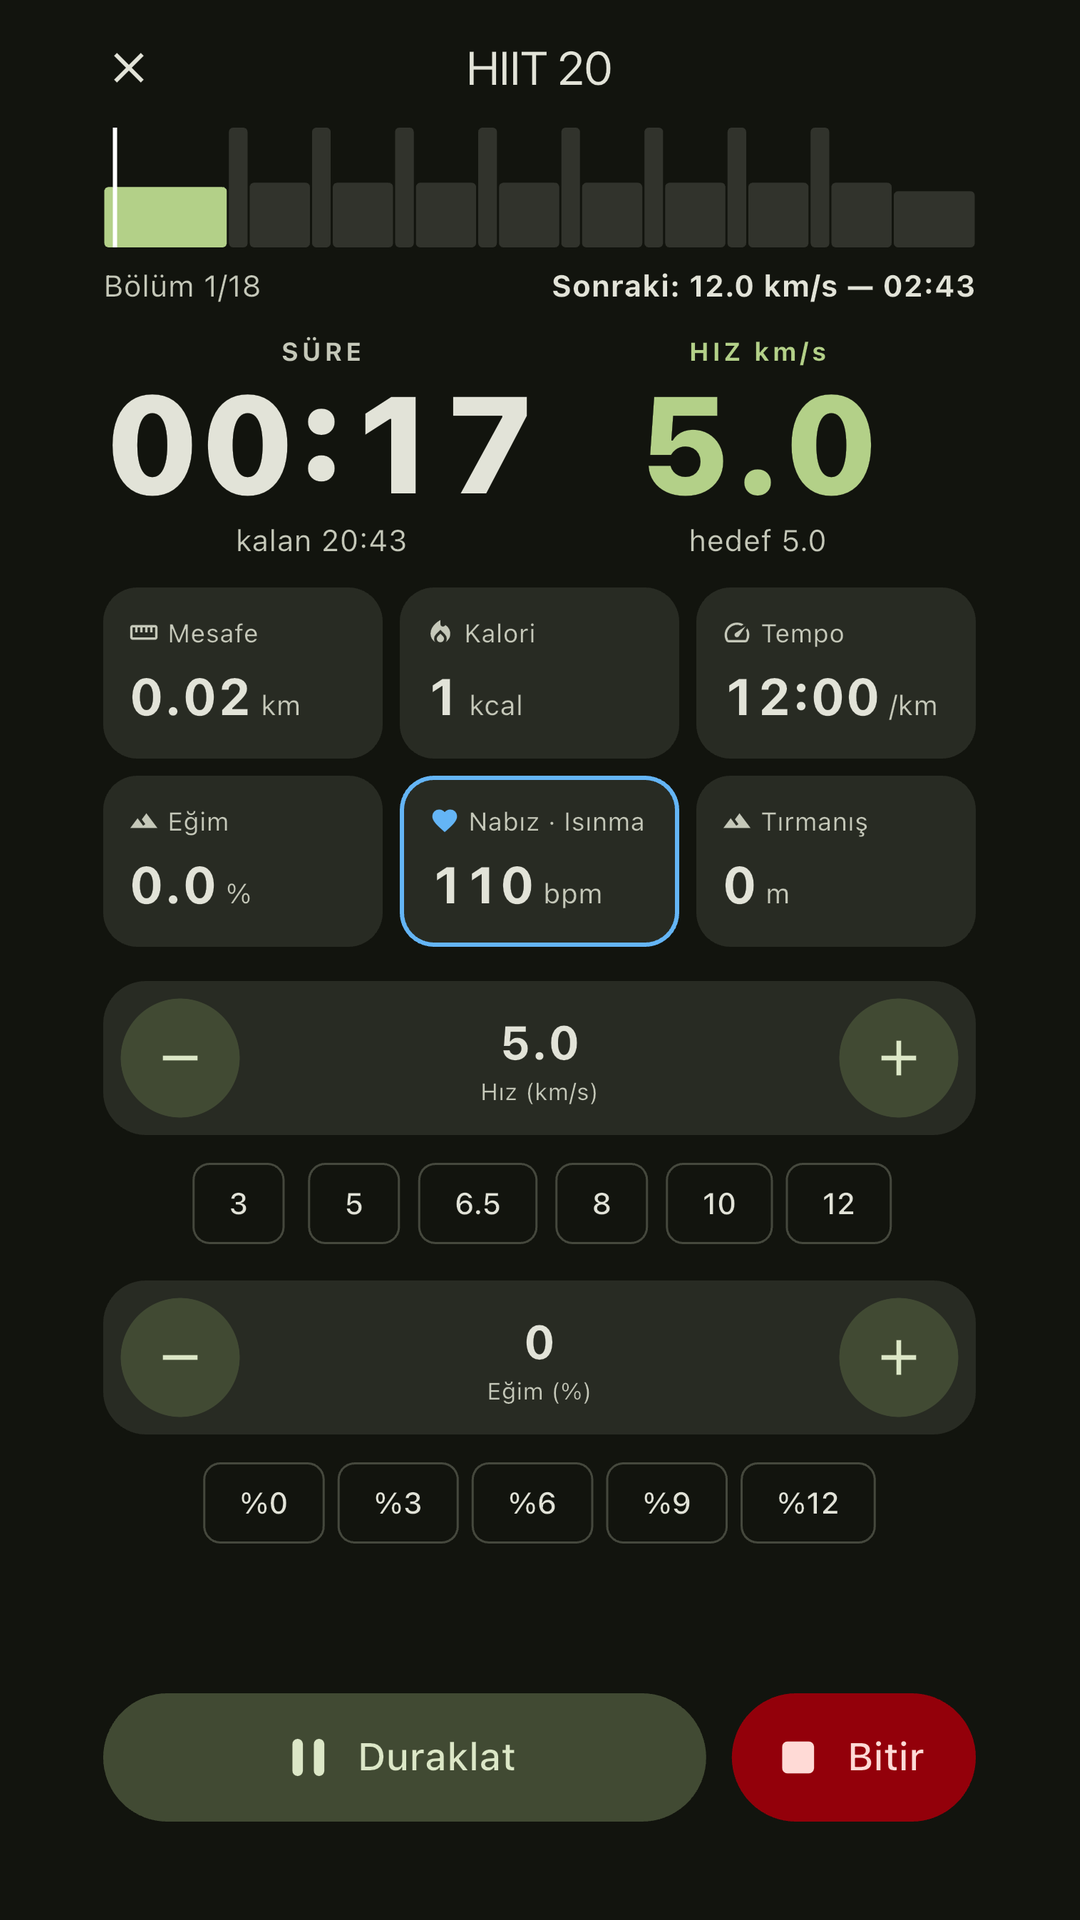 HIIT 20
Bölüm 1/18
Sonraki: 12.0 km/s — 02:43
SÜRE
HIZ km/s
00:17
5.0
kalan 20:43
hedef 5.0
Mesafe
Kalori
Tempo
0.02 km
1 kcal
12:00 /km
Eğim
Nabız · Isınma
Tırmanış
0.0 %
110 bpm
0 m
5.0
Hız (km/s)
3
5
6.5
8
10
12
0
Eğim (%)
%0
%3
%6
%9
%12
Duraklat
Bitir